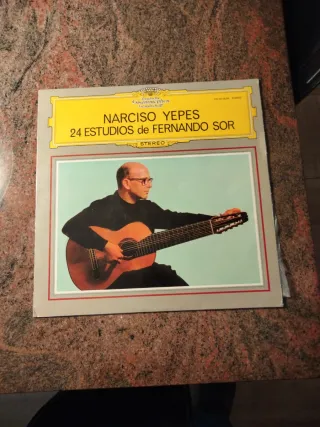 NARCISO YEPES
24 ESTUDIOS de FERNANDO SOR
STEREO